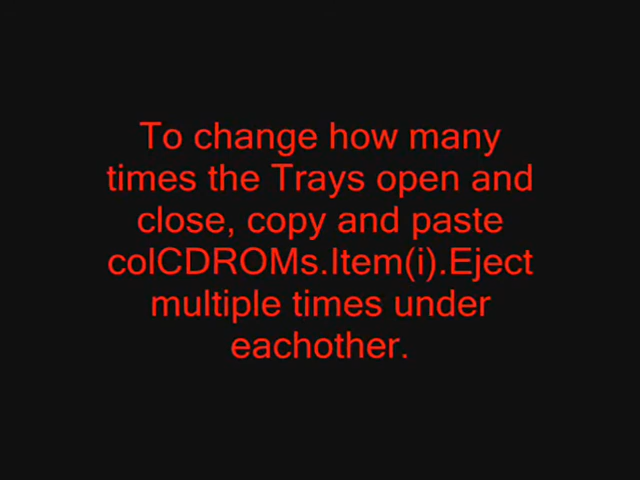 To change how many
times the Trays open and
close, copy and paste
colCDROMs.Item(i).Eject
multiple times under
eachother.